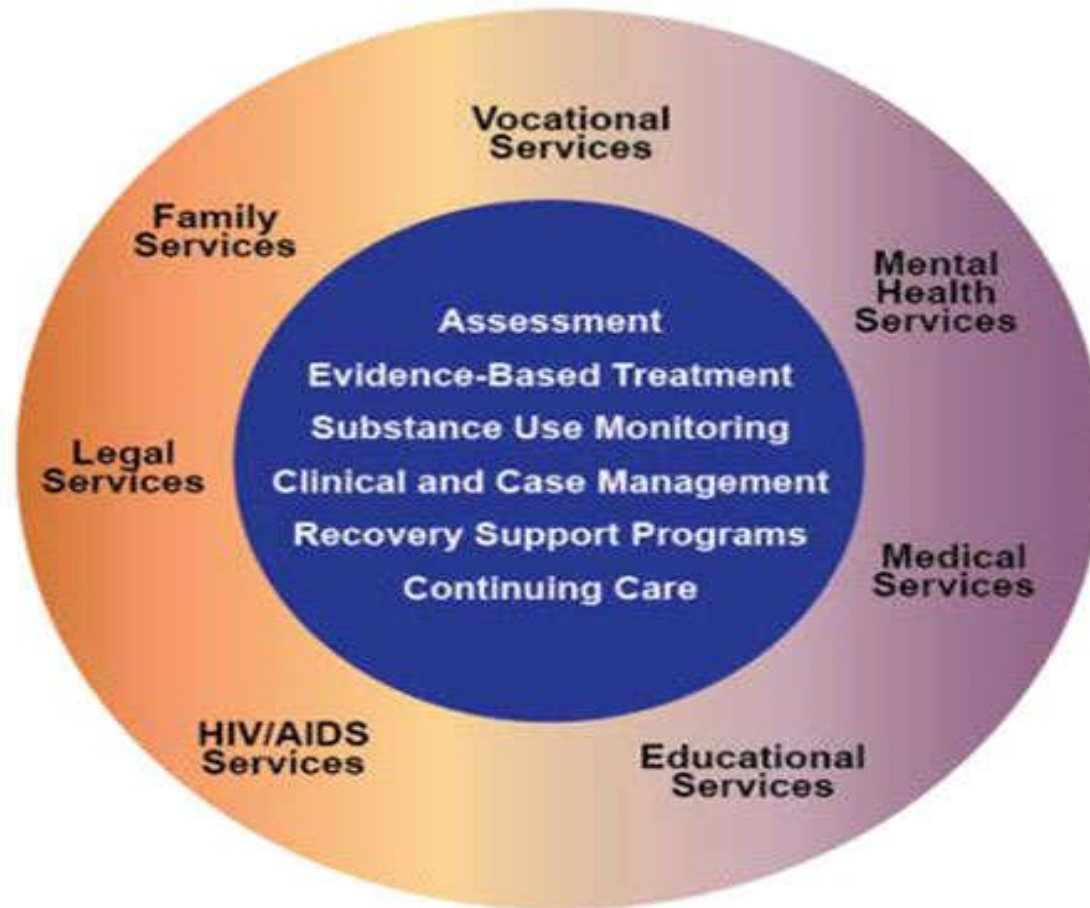 Vocational
Services
Family
Services
Mental
Health
Services
Assessment
Evidence-Based Treatment
Substance Use Monitoring
Clinical and Case Management
Recovery Support Programs
Continuing Care
Legal
Services
Medical
Services
HIV/AIDS
Services
Educational
Services